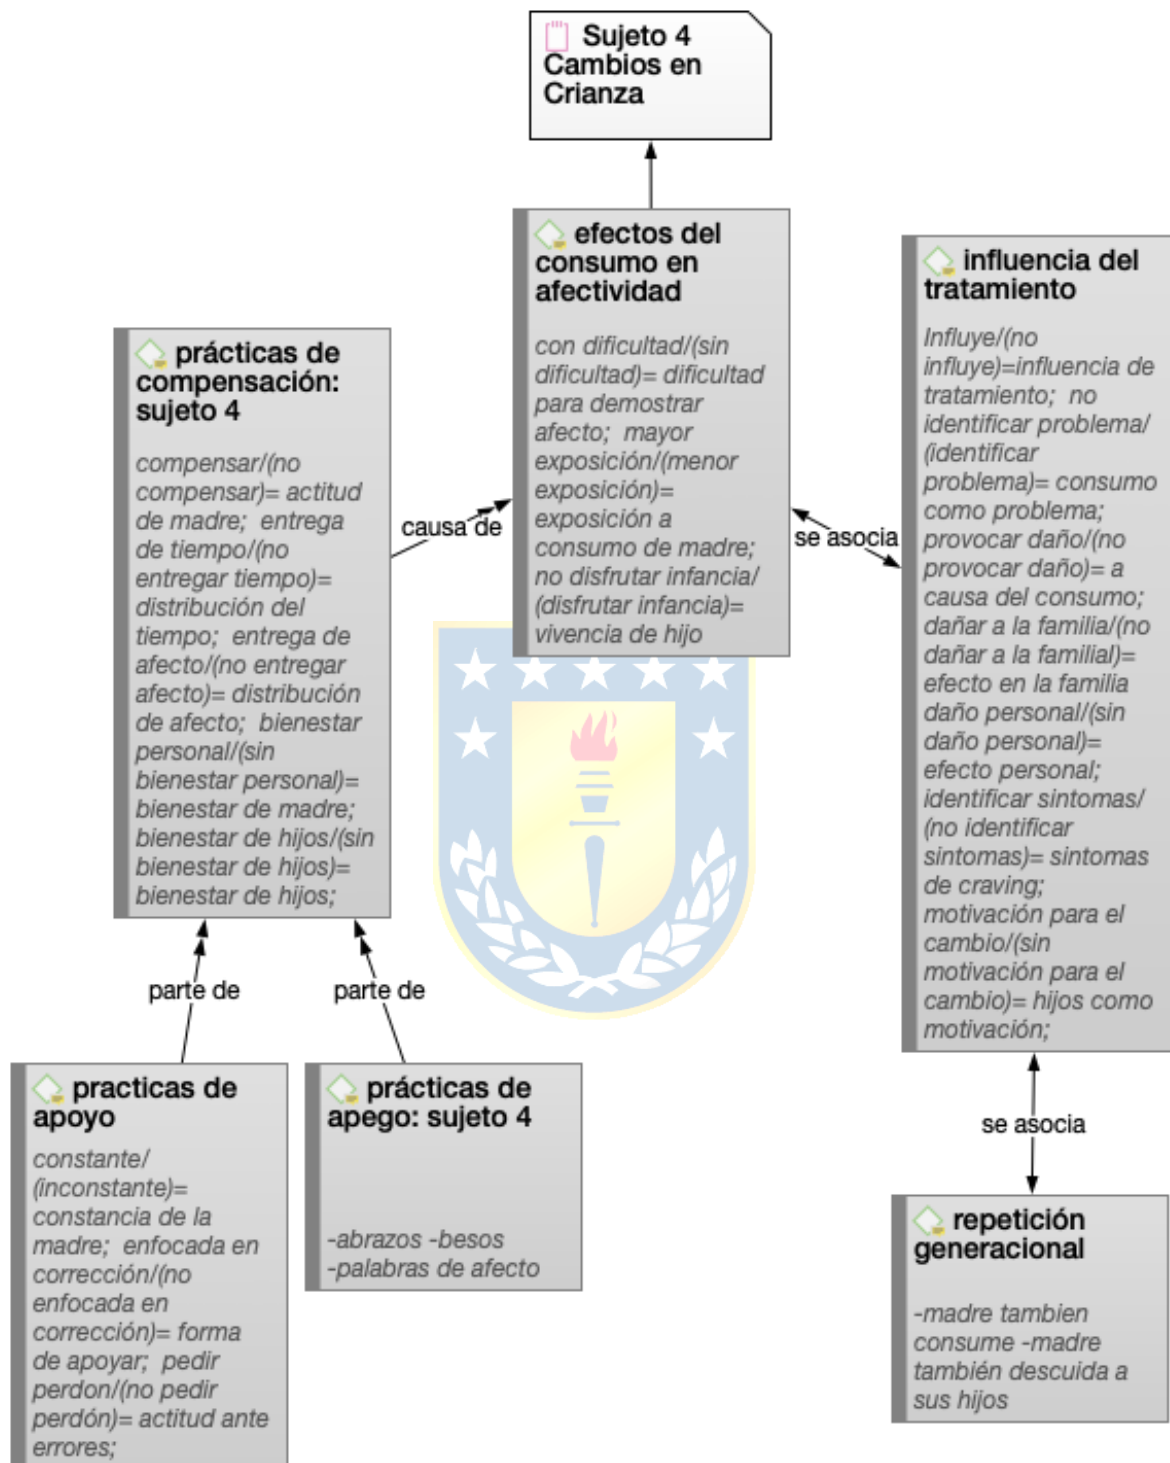 Sujeto 4
Cambios en
Crianza
efectos del
consumo en
afectividad
con dificultad/(sin
dificultad)= dificultad
para demostrar
afecto;  mayor
exposición/(menor
exposición)=
exposición a
consumo de madre;
no disfrutar infancia/
(disfrutar infancia)=
vivencia de hijo
influencia del
tratamiento
Influye/(no
influye)=influencia de
tratamiento;  no
identificar problema/
(identificar
problema)= consumo
como problema;
provocar daño/(no
provocar daño)= a
causa del consumo;
dañar a la familia/(no
dañar a la familial)=
efecto en la familia
daño personal/(sin
daño personal)=
efecto personal;
identificar sintomas/
(no identificar
sintomas)= sintomas
de craving;
motivación para el
cambio/(sin
motivación para el
cambio)= hijos como
motivación;
prácticas de
compensación:
sujeto 4
compensar/(no
compensar)= actitud
de madre;  entrega
de tiempo/(no
entregar tiempo)=
distribución del
tiempo;  entrega de
afecto/(no entregar
afecto)= distribución
de afecto;  bienestar
personal/(sin
bienestar personal)=
bienestar de madre;
bienestar de hijos/(sin
bienestar de hijos)=
bienestar de hijos;
causa de
se asocia
parte de
parte de
se asocia
practicas de
apoyo
constante/
(inconstante)=
constancia de la
madre;  enfocada en
corrección/(no
enfocada en
corrección)= forma
de apoyar;  pedir
perdon/(no pedir
perdón)= actitud ante
errores;
prácticas de
apego: sujeto 4
-abrazos -besos
-palabras de afecto
repetición
generacional
-madre tambien
consume -madre
también descuida a
sus hijos